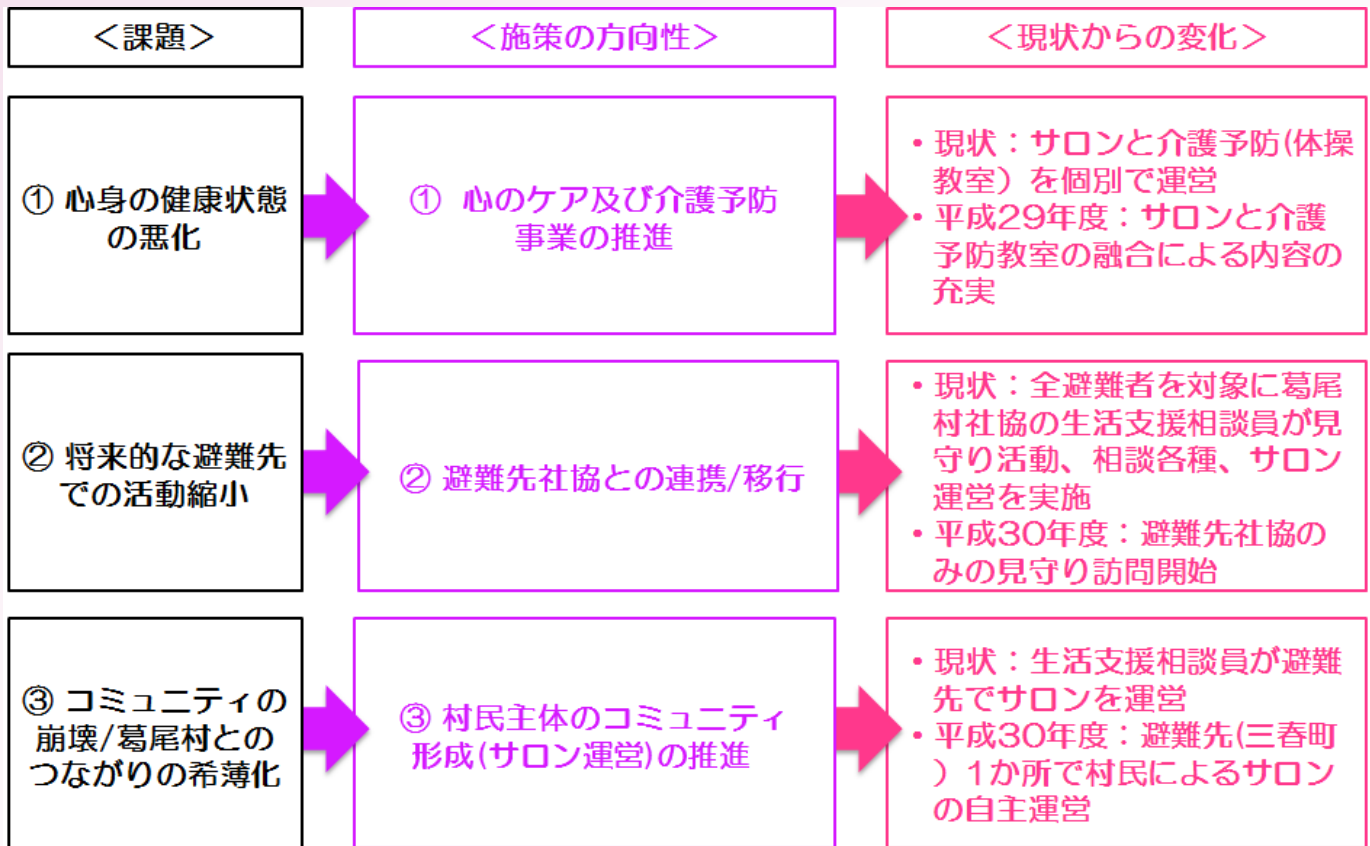 <課題>
<施策の方向性>
<現状からの変化>
① 心身の健康状態
の悪化
① 心のケア及び介護予防
事業の推進
・現状：サロンと介護予防(体操
教室）を個別で運営
・平成29年度：サロンと介護
予防教室の融合による内容の
充実
② 将来的な避難先
での活動縮小
② 避難先社協との連携/移行
・現状：全避難者を対象に葛尾
村社協の生活支援相談員が見
守り活動、相談各種、サロン
運営を実施
・平成30年度：避難先社協の
みの見守り訪問開始
③ コミュニティの
崩壊/葛尾村との
つながりの希薄化
③ 村民主体のコミュニティ
形成(サロン運営)の推進
・現状：生活支援相談員が避難
先でサロンを運営
・平成30年度：避難先(三春町
）1か所で村民によるサロン
の自主運営